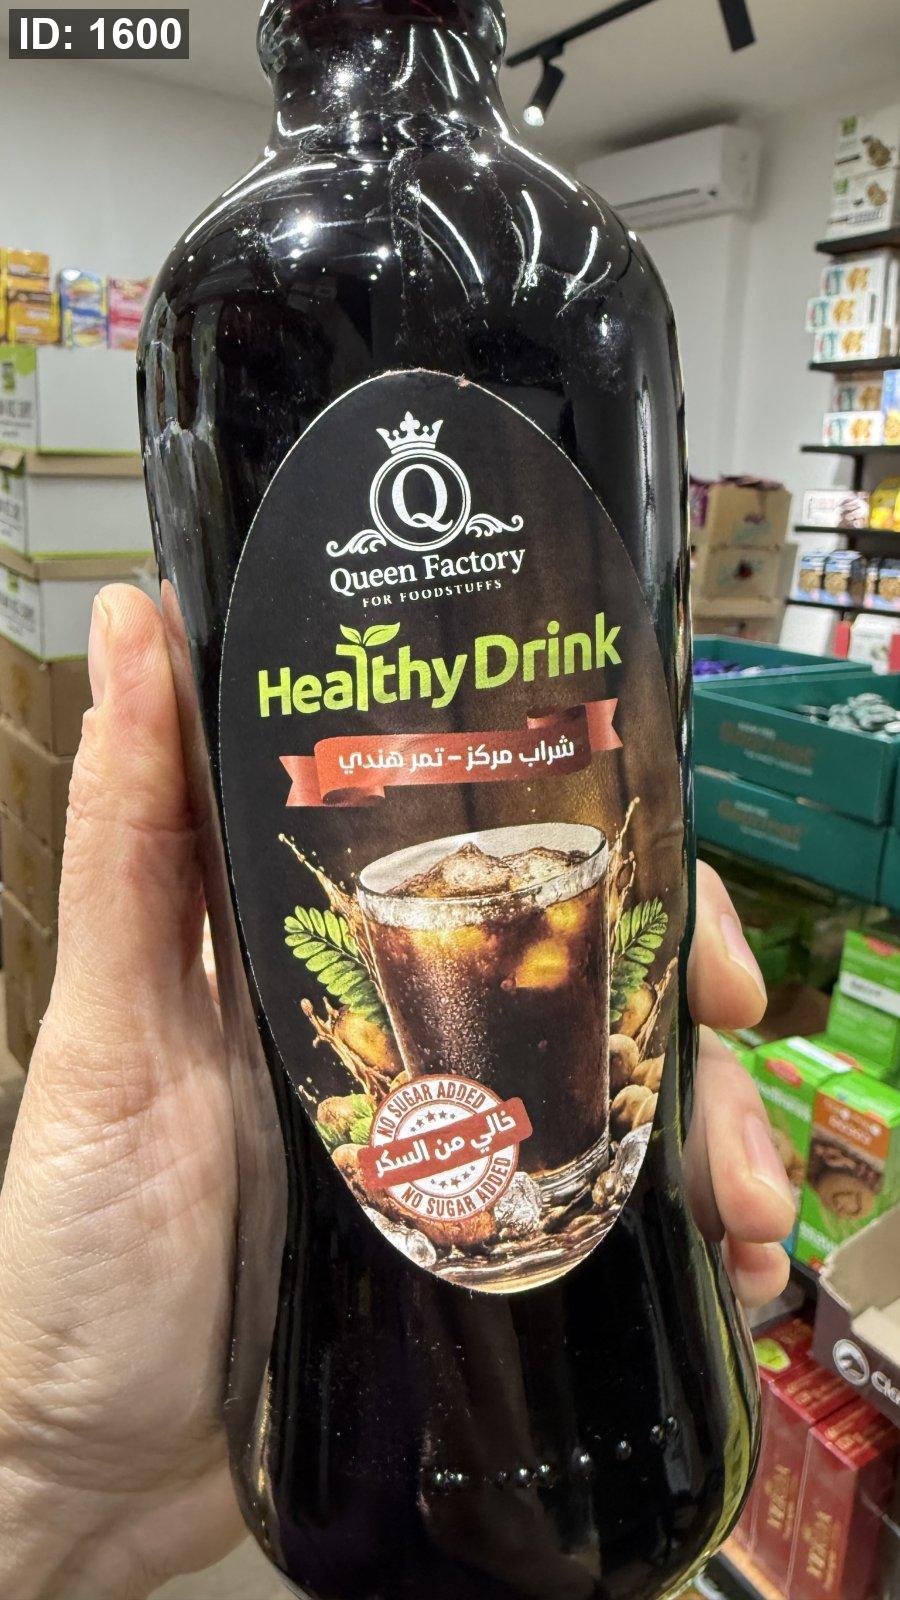 ID: 1600
Q
Queen Factory
FOR FOODSTUFFS
Healthy Drink
شراب مركز - تمر هندي
NO SUGAR ADDED
خالي من السكر
NO SUGAR ADDED